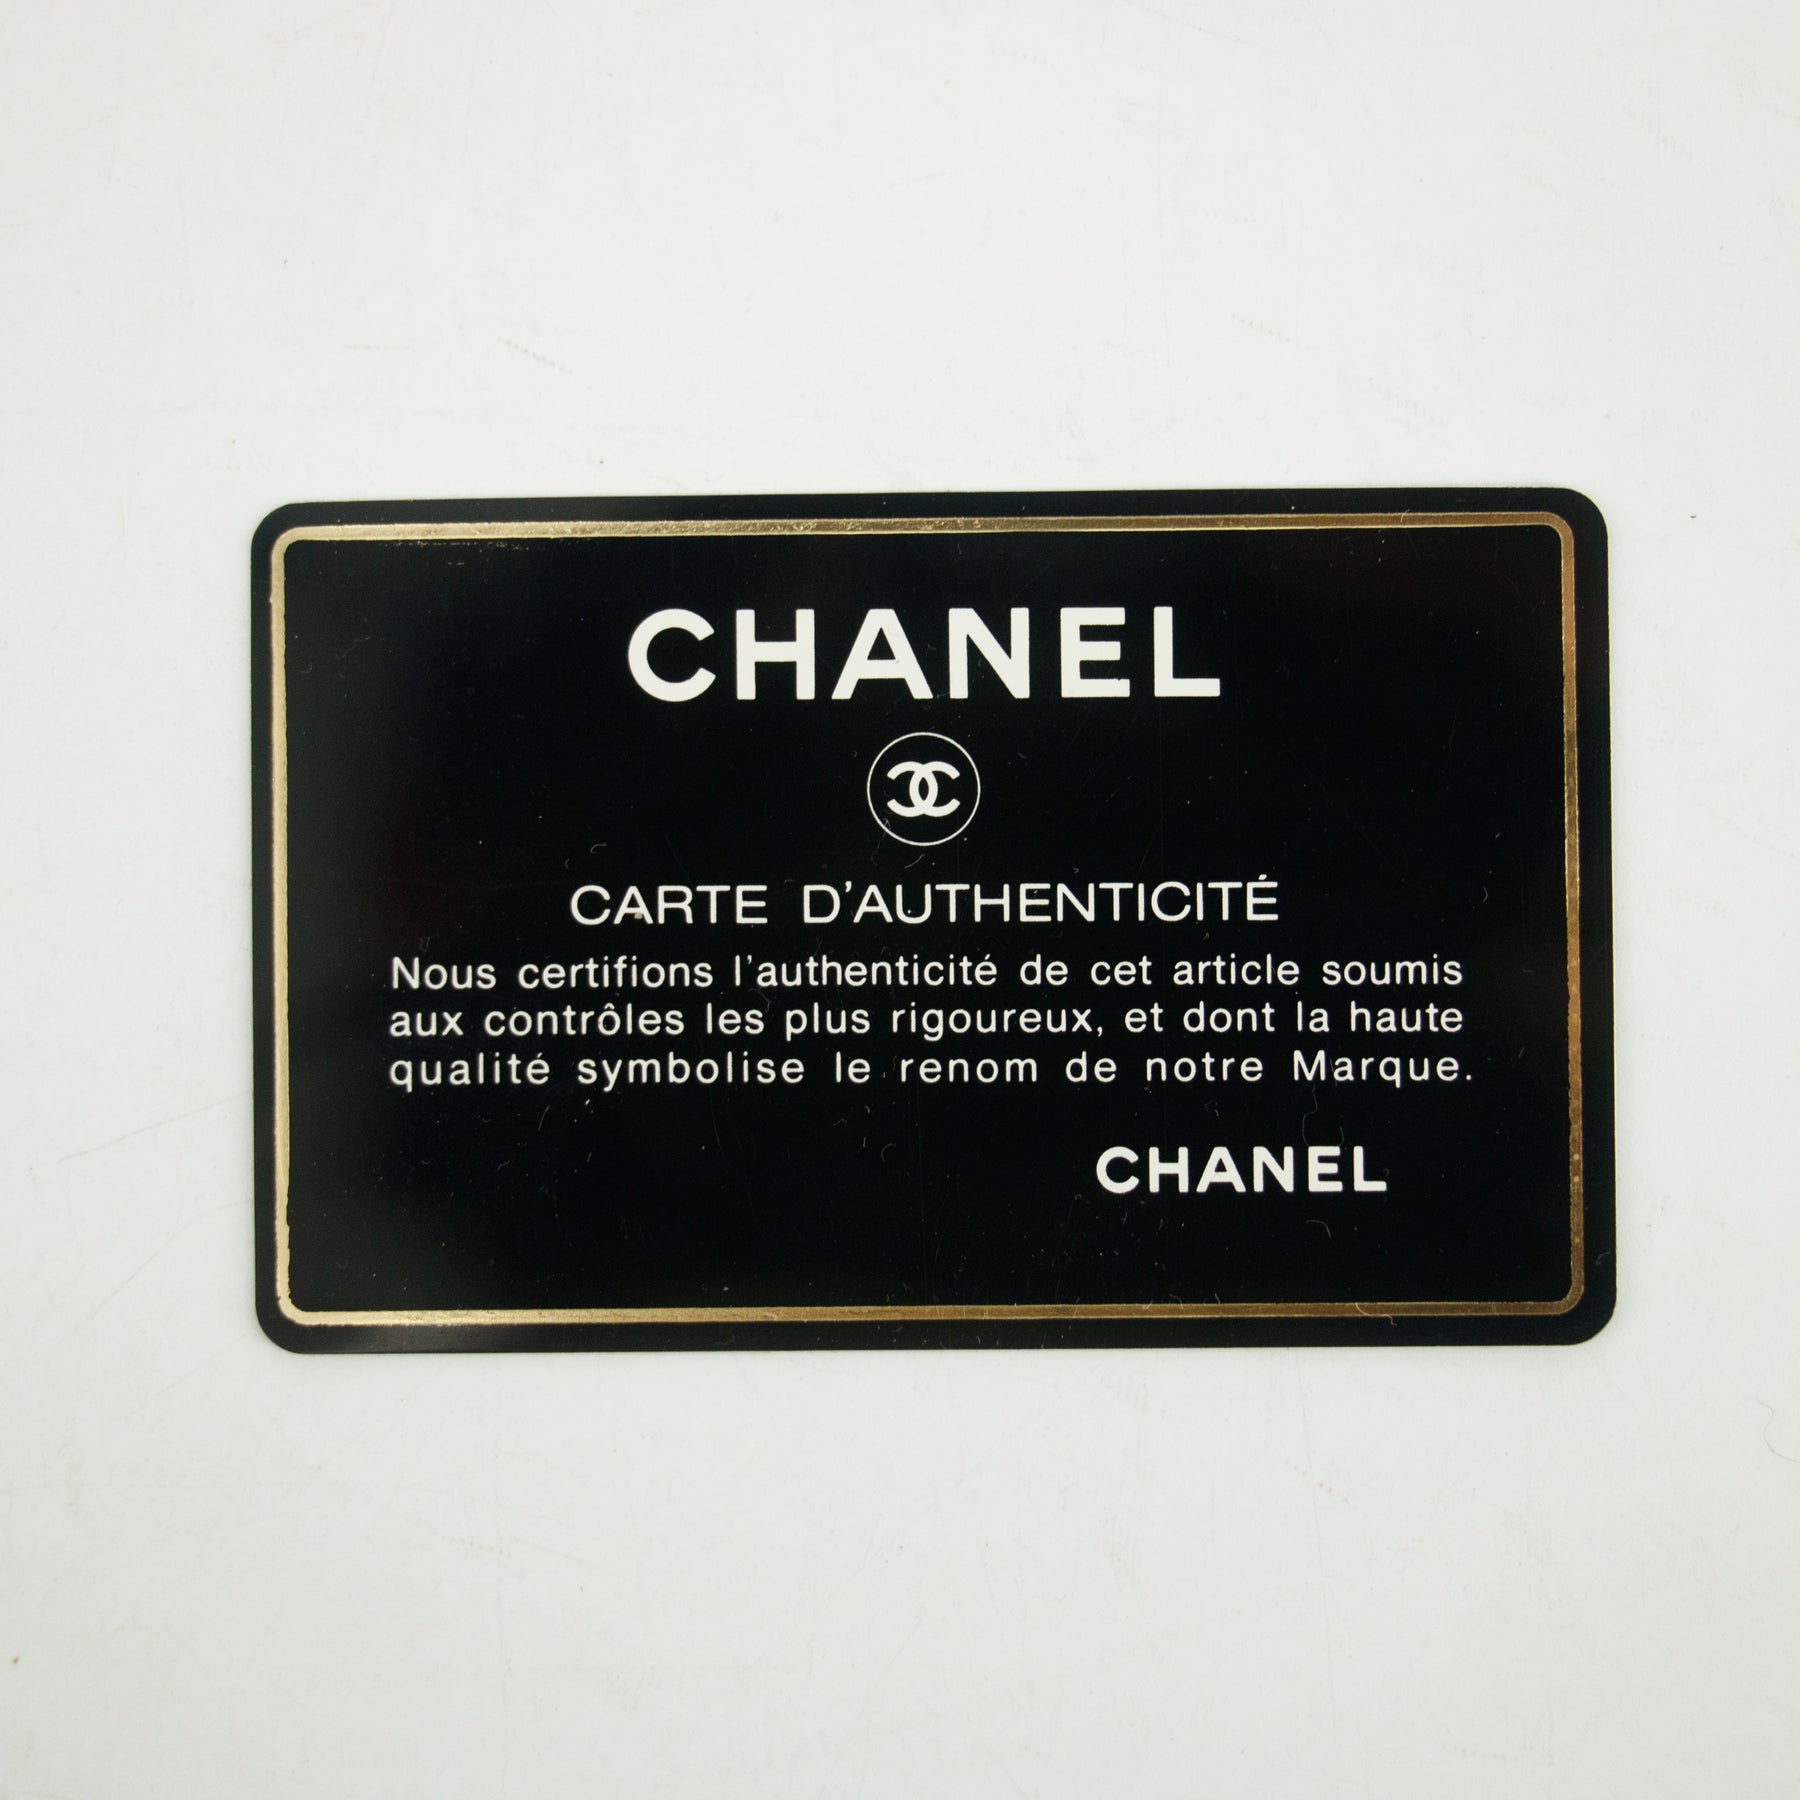 CHANEL
CARTE D'AUTHENTICITÉ
Nous certifions l'authenticité de cet article soumis
aux contrôles les plus rigoureux, et dont la haute
qualité symbolise le renom de notre Marque.
CHANEL